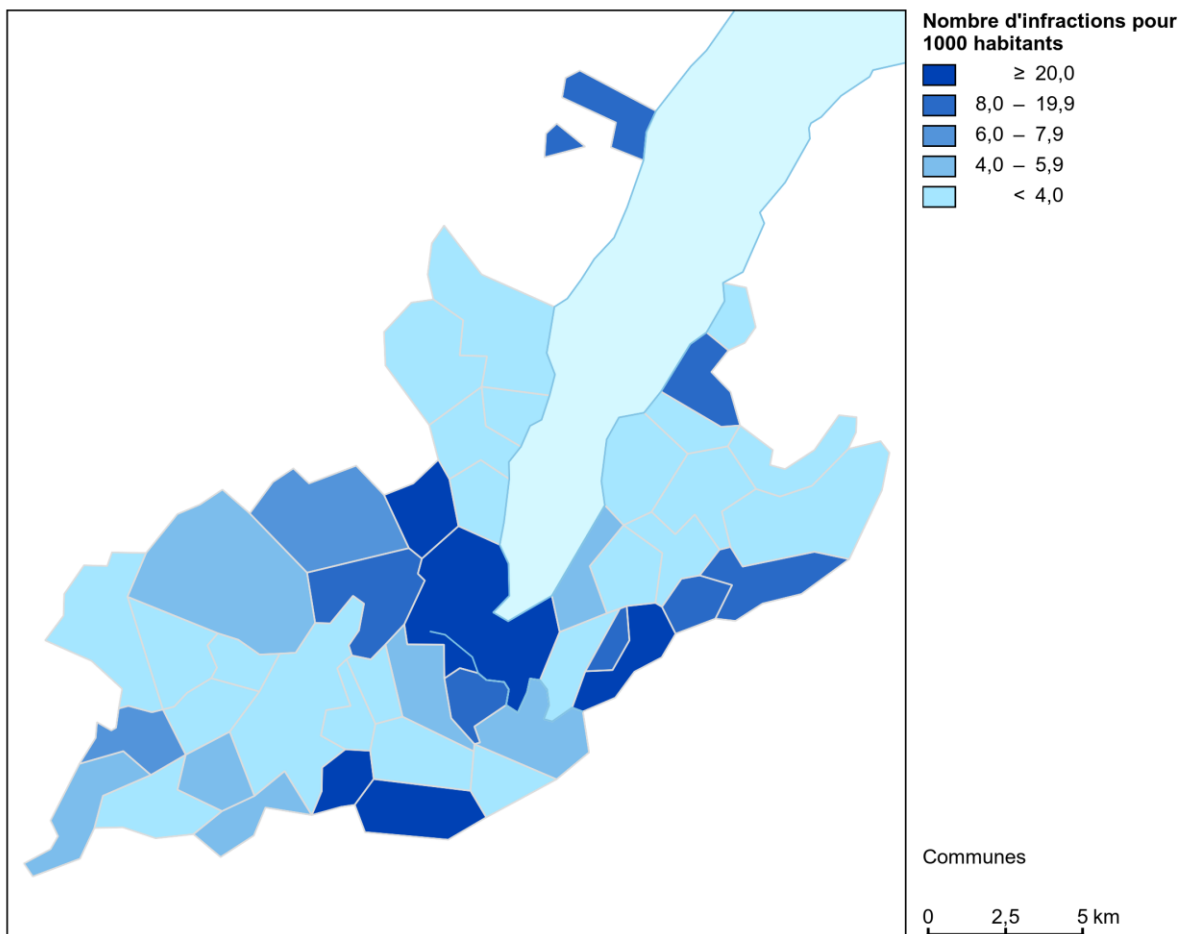 Nombre d'infractions pour
1000 habitants
≥ 20,0
8,0 – 19,9
6,0 – 7,9
4,0 – 5,9
< 4,0
Communes
0 2,5 5 km